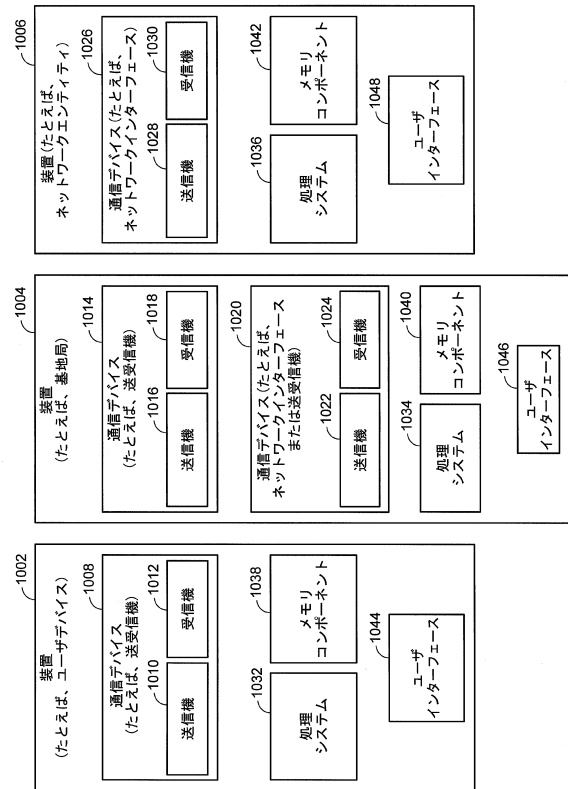 1002
装置
(たとえば、ユーザデバイス)
1008
通信デバイス
(たとえば、送受信機)
1010
送信機
1012
受信機
1032
処理
システム
1038
メモリ
コンポーネント
1044
ユーザ
インターフェース
1004
装置
(たとえば、基地局)
1014
通信デバイス
(たとえば、送受信機)
1016
送信機
1018
受信機
1020
通信デバイス(たとえば、
ネットワークインターフェース
または送受信機)
1022
送信機
1024
受信機
1034
処理
システム
1040
メモリ
コンポーネント
1046
ユーザ
インターフェース
1006
装置(たとえば、
ネットワークエンティティ)
1026
通信デバイス(たとえば、
ネットワークインターフェース)
1028
送信機
1030
受信機
1036
処理
システム
1042
メモリ
コンポーネント
1048
ユーザ
インターフェース